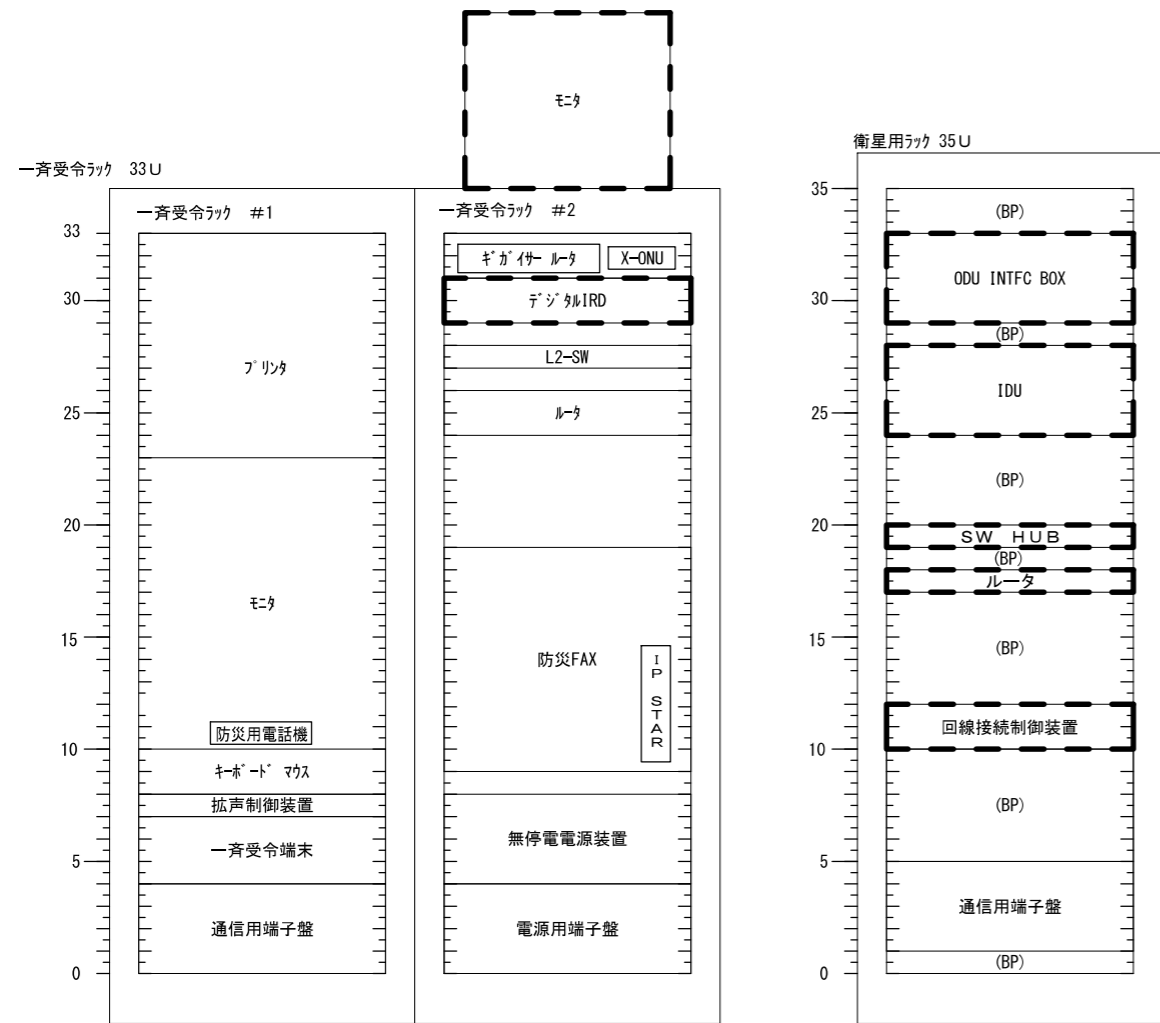 モニタ
一斉受令ラック 33U
一斉受令ラック #1
33
30
25
20
15
10
5
0
プリンタ
モニタ
防災用電話機
キーボード マウス
拡声制御装置
一斉受令端末
通信用端子盤
一斉受令ラック #2
ギガイサー ルータ
X-ONU
デジタルIRD
L2-SW
ルータ
防災FAX
IP STAR
無停電電源装置
電源用端子盤
衛星用ラック 35U
35
30
25
20
15
10
5
0
(BP)
ODU INTFC BOX
(BP)
IDU
(BP)
SW HUB
(BP)
ルータ
(BP)
回線接続制御装置
(BP)
通信用端子盤
(BP)